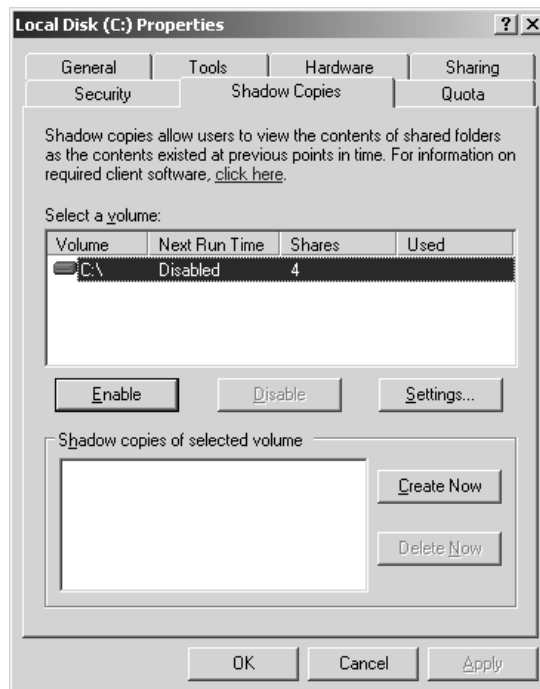 Local Disk (C:) Properties ? X
General Tools Hardware Sharing
Security Shadow Copies Quota
Shadow copies allow users to view the contents of shared folders
as the contents existed at previous points in time. For information on
required client software, click here.
Select a volume:
Volume Next Run Time Shares Used
C:\ Disabled 4
Enable Disable Settings...
Shadow copies of selected volume
Create Now
Delete Now
OK Cancel Apply